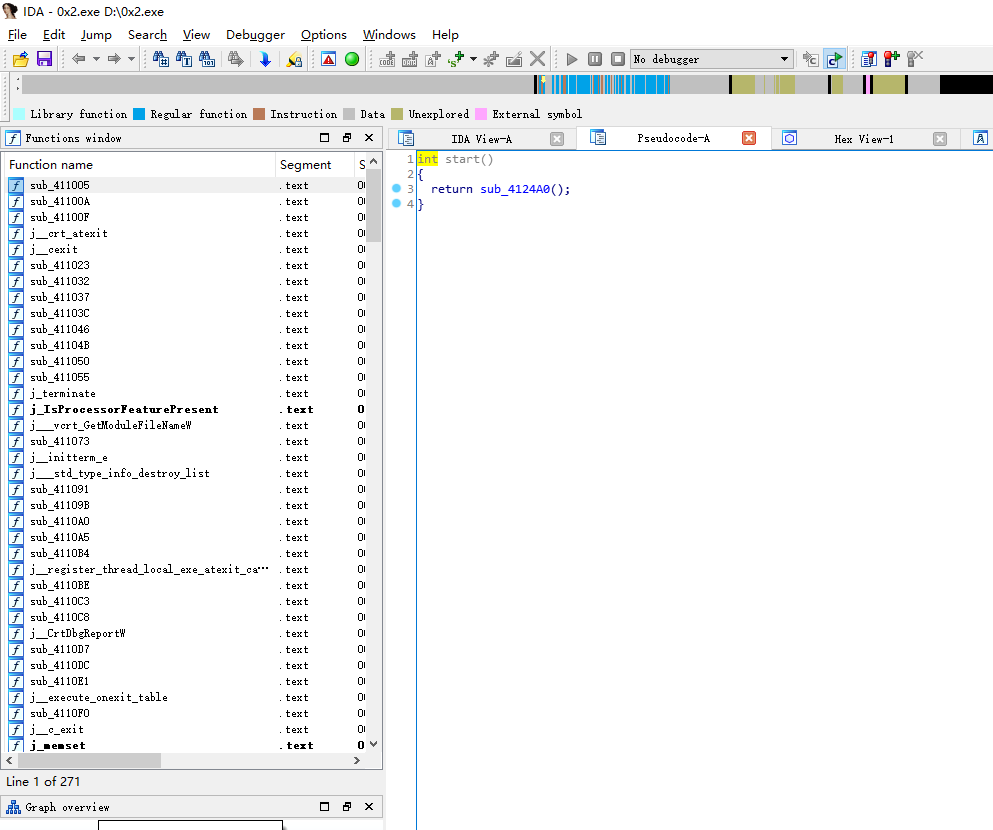 IDA - 0x2.exe D:\0x2.exe
File Edit Jump Search View Debugger Options Windows Help
No debugger
Library function Regular function Instruction Data Unexplored External symbol
Functions window
IDA View-A Pseudocode-A Hex View-1
Function name Segment S
sub_411005 .text 0
sub_41100A .text 0
sub_41100F .text 0
j__crt_atexit .text 0
j__cexit .text 0
sub_411023 .text 0
sub_411032 .text 0
sub_411037 .text 0
sub_41103C .text 0
sub_411046 .text 0
sub_41104B .text 0
sub_411050 .text 0
sub_411055 .text 0
j_terminate .text 0
j_IsProcessorFeaturePresent .text 0
j___vcrt_GetModuleFileNameW .text 0
sub_411073 .text 0
j__initterm_e .text 0
j___std_type_info_destroy_list .text 0
sub_411091 .text 0
sub_41109B .text 0
sub_4110A0 .text 0
sub_4110A5 .text 0
sub_4110B4 .text 0
j__register_thread_local_exe_atexit_ca… .text 0
sub_4110BE .text 0
sub_4110C3 .text 0
sub_4110C8 .text 0
j__CrtDbgReportW .text 0
sub_4110D7 .text 0
sub_4110DC .text 0
sub_4110E1 .text 0
j__execute_onexit_table .text 0
sub_4110F0 .text 0
j__c_exit .text 0
j_memset .text 0
Line 1 of 271
Graph overview
1 int start()
2 {
3 return sub_4124A0();
4 }